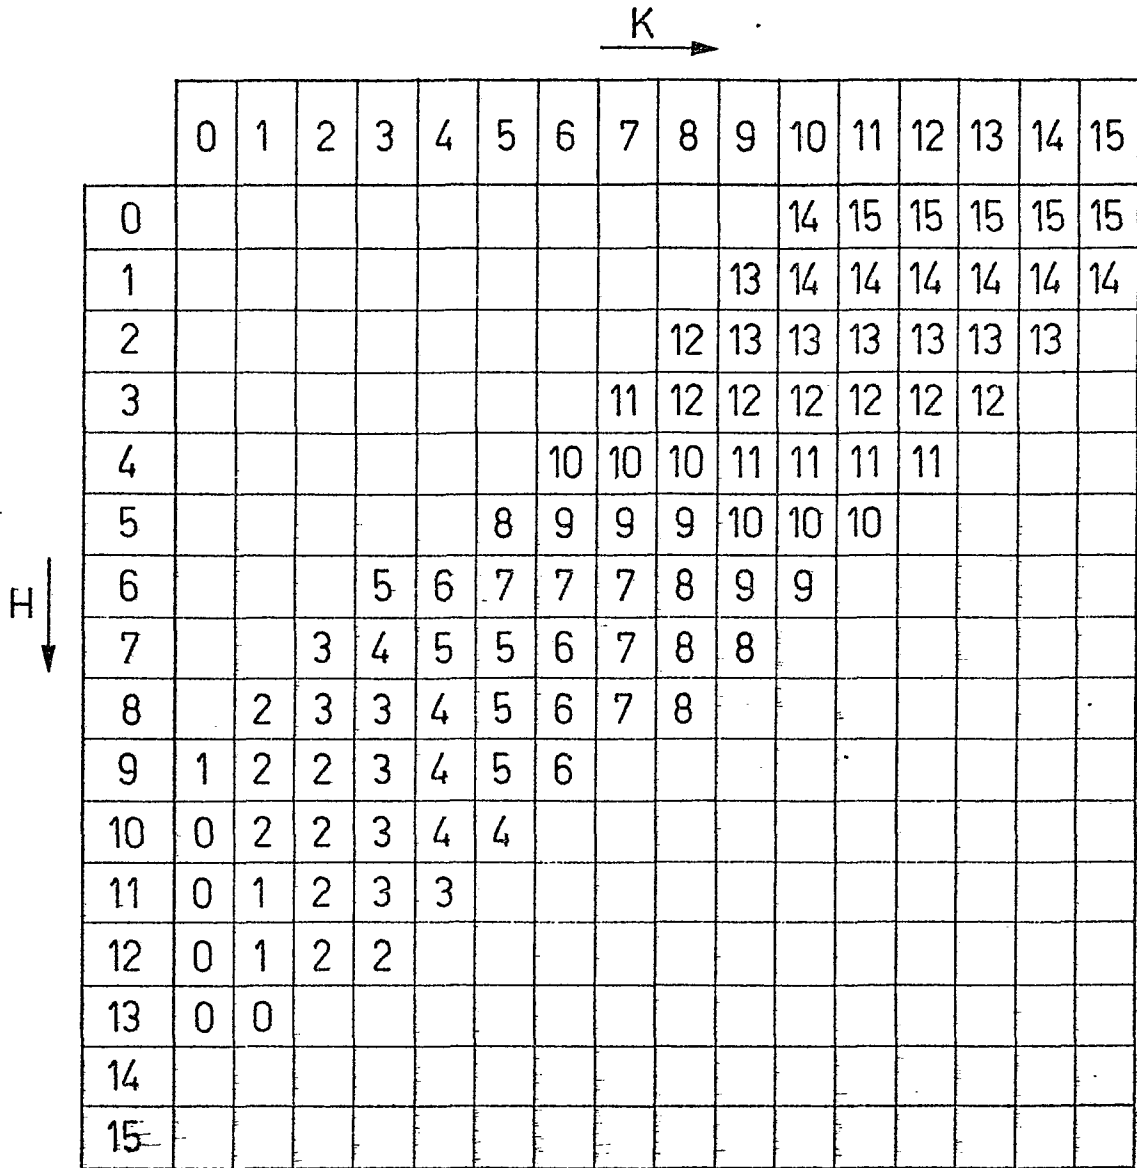 K
0 1 2 3 4 5 6 7 8 9 10 11 12 13 14 15
0 14 15 15 15 15 15
1 13 14 14 14 14 14 14
2 12 13 13 13 13 13 13
3 11 12 12 12 12 12 12
4 10 10 10 11 11 11 11
5 8 9 9 9 10 10 10
H
6 5 6 7 7 7 8 9 9
7 3 4 5 5 6 7 8 8
8 2 3 3 4 5 6 7 8
9 1 2 2 3 4 5 6
10 0 2 2 3 4 4
11 0 1 2 3 3
12 0 1 2 2
13 0 0
14
15